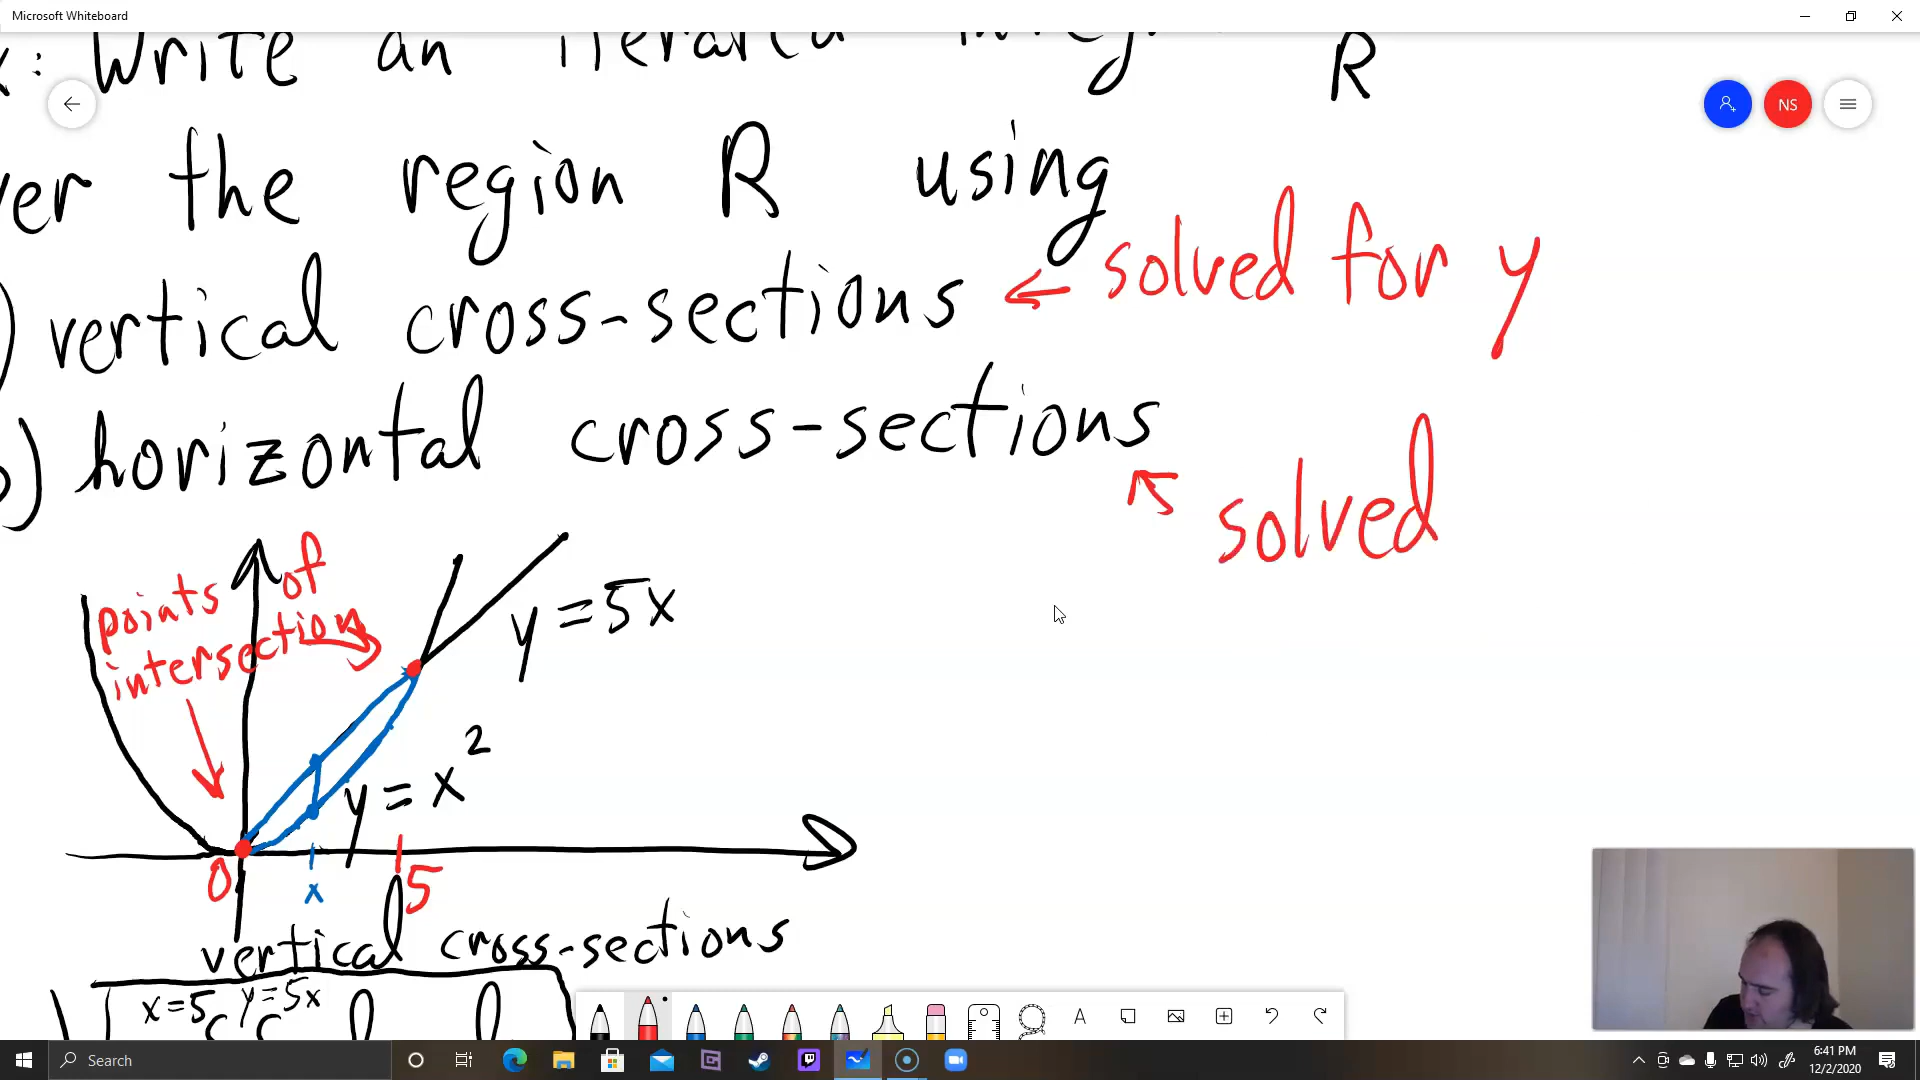 Microsoft Whiteboard
: Write an iterated R
the region R using
vertical cross-sections ← solved for y
) horizontal cross-sections
solved
points of
intersection
y = 5x
y = x²
0
x
5
vertical cross-sections
x=5 y=5x
NS
Search
6:41 PM
12/2/2020